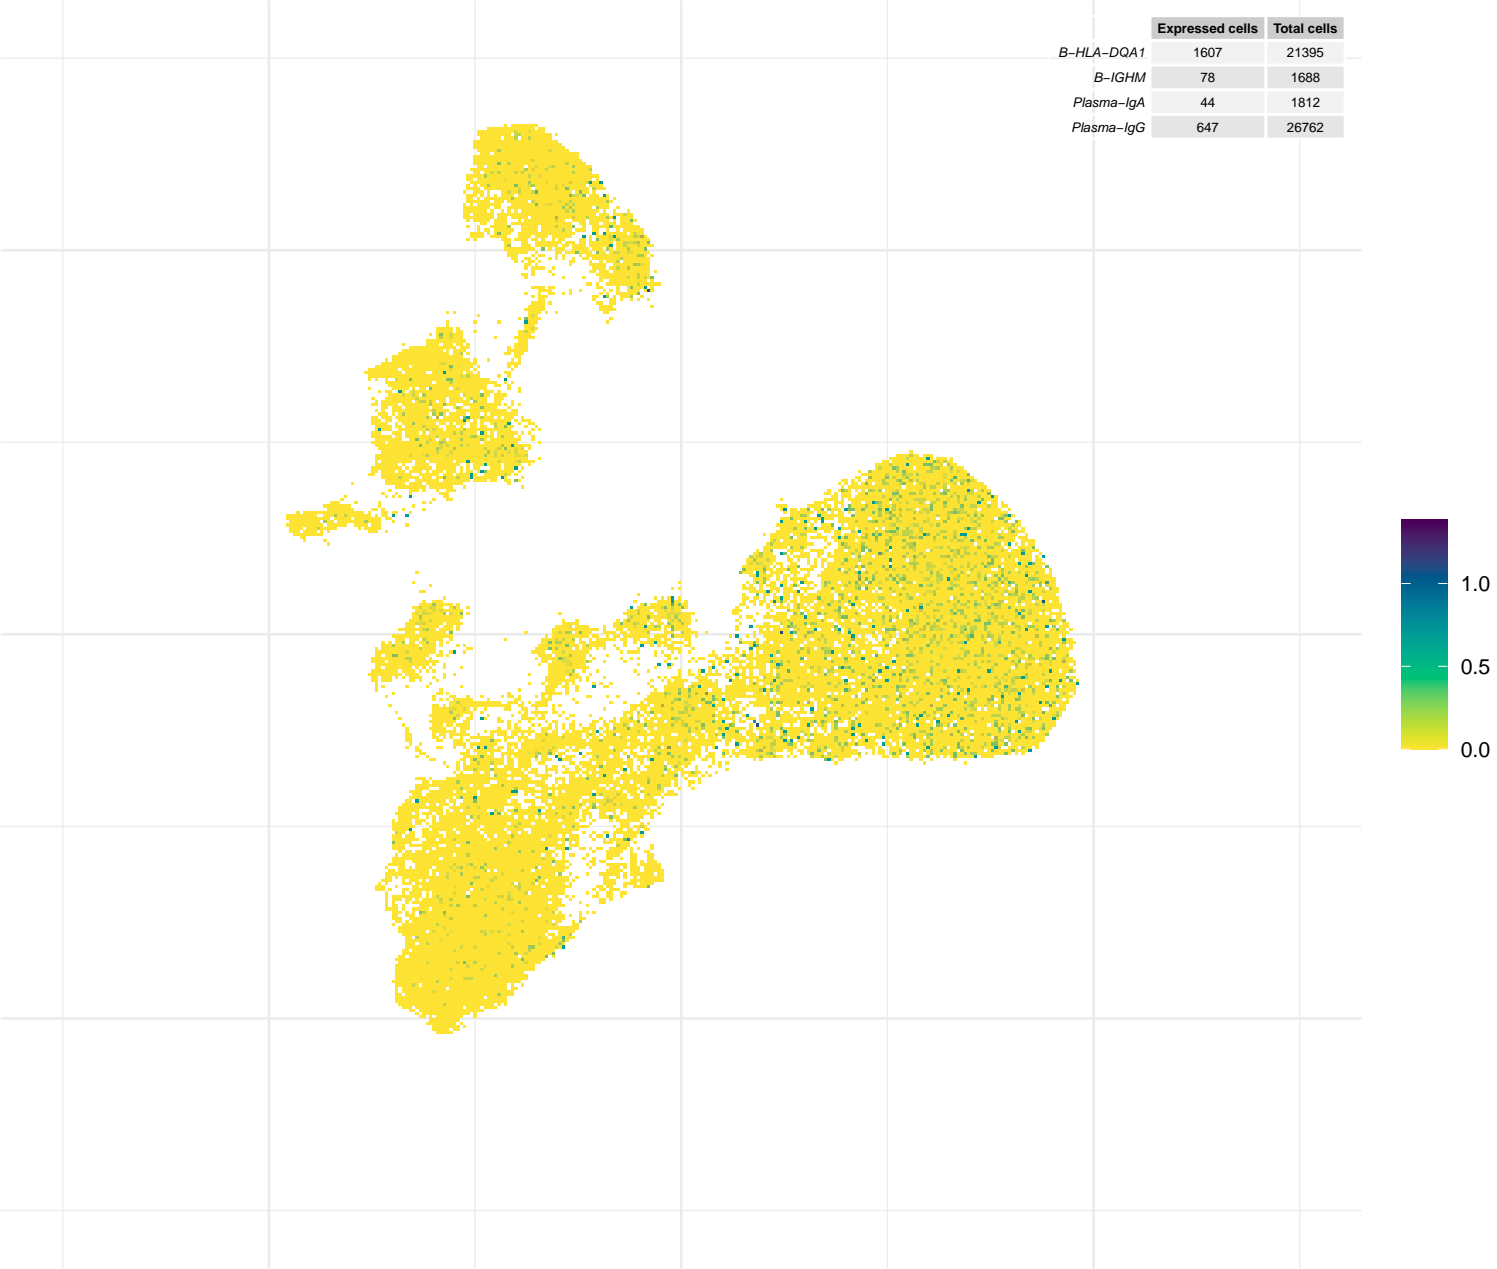 Expressed cells Total cells
B−HLA−DQA1 1607 21395
B−IGHM 78 1688
Plasma−IgA 44 1812
Plasma−IgG 647 26762
1.0
0.5
0.0